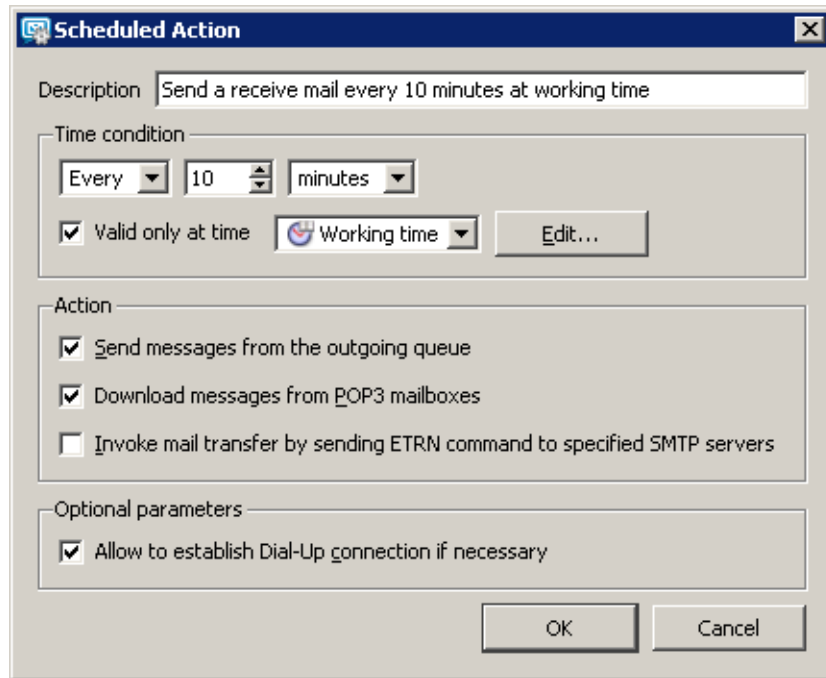 Scheduled Action
Description Send a receive mail every 10 minutes at working time
Time condition
Every 10 minutes
Valid only at time Working time Edit...
Action
Send messages from the outgoing queue
Download messages from POP3 mailboxes
Invoke mail transfer by sending ETRN command to specified SMTP servers
Optional parameters
Allow to establish Dial-Up connection if necessary
OK Cancel